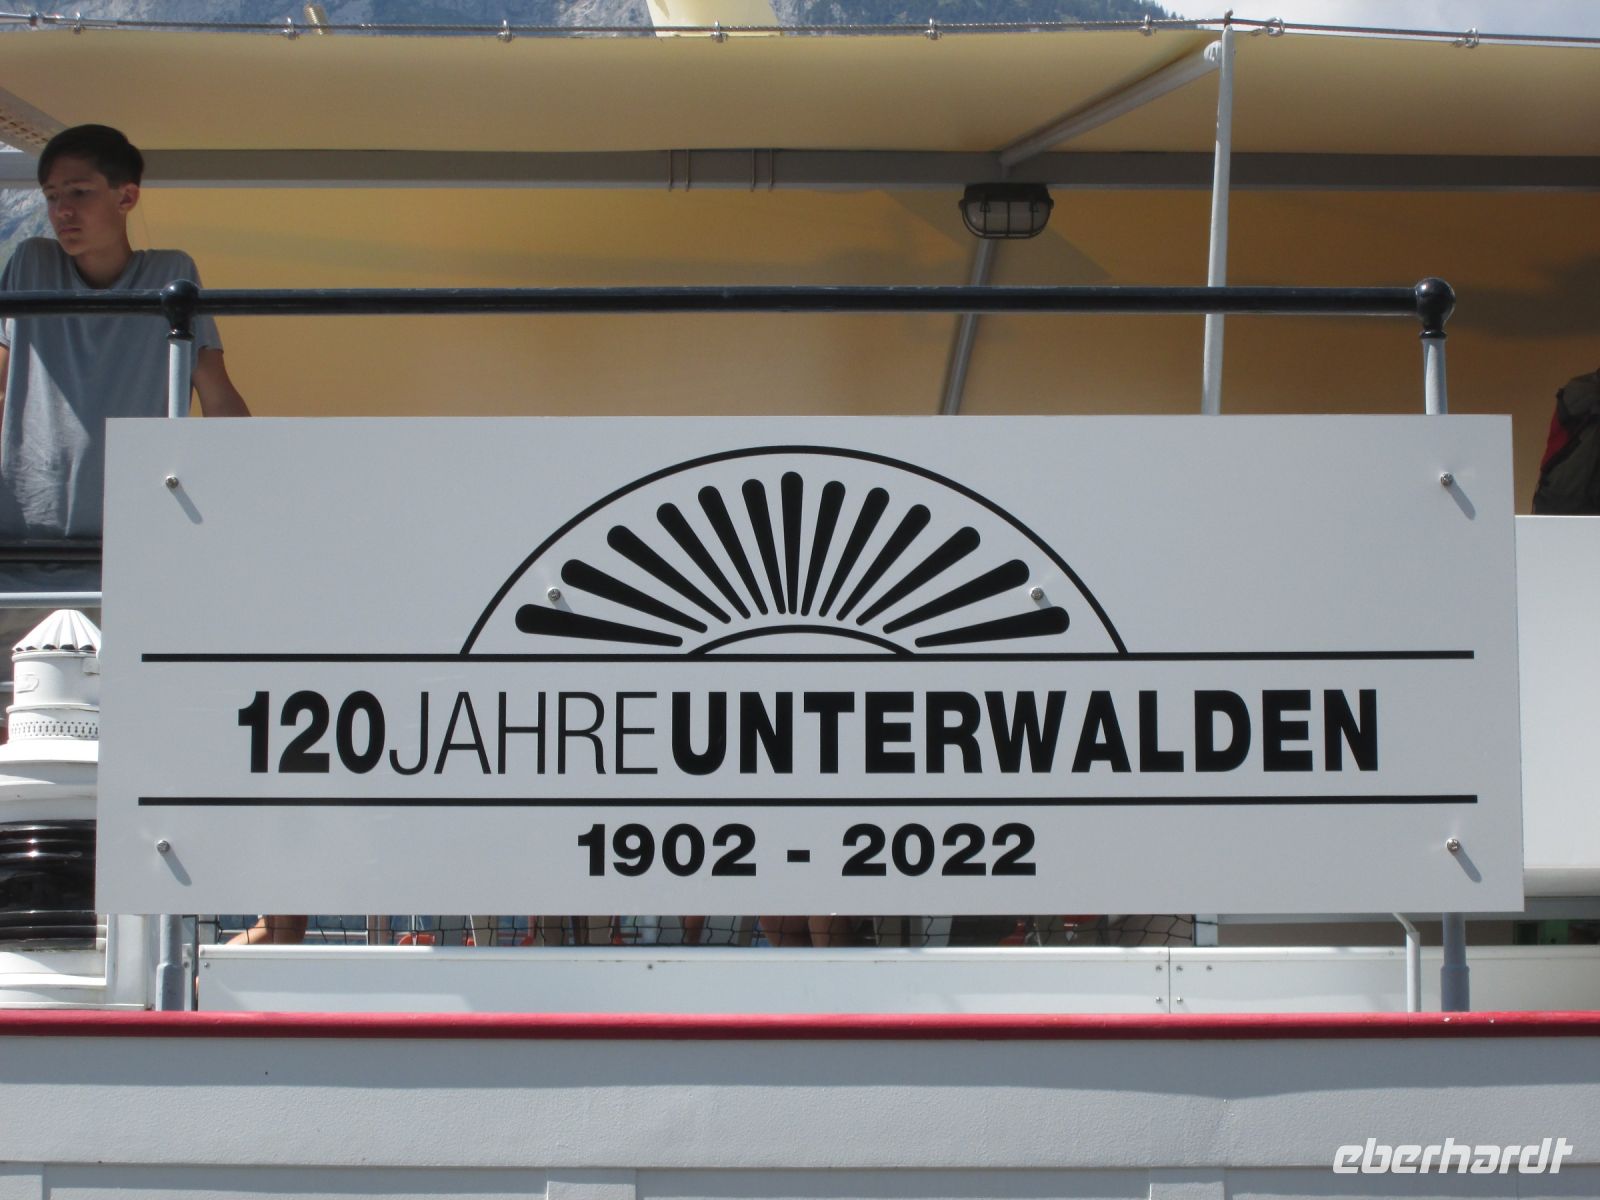 120JAHREUNTERWALDEN
1902 - 2022
eberhardt